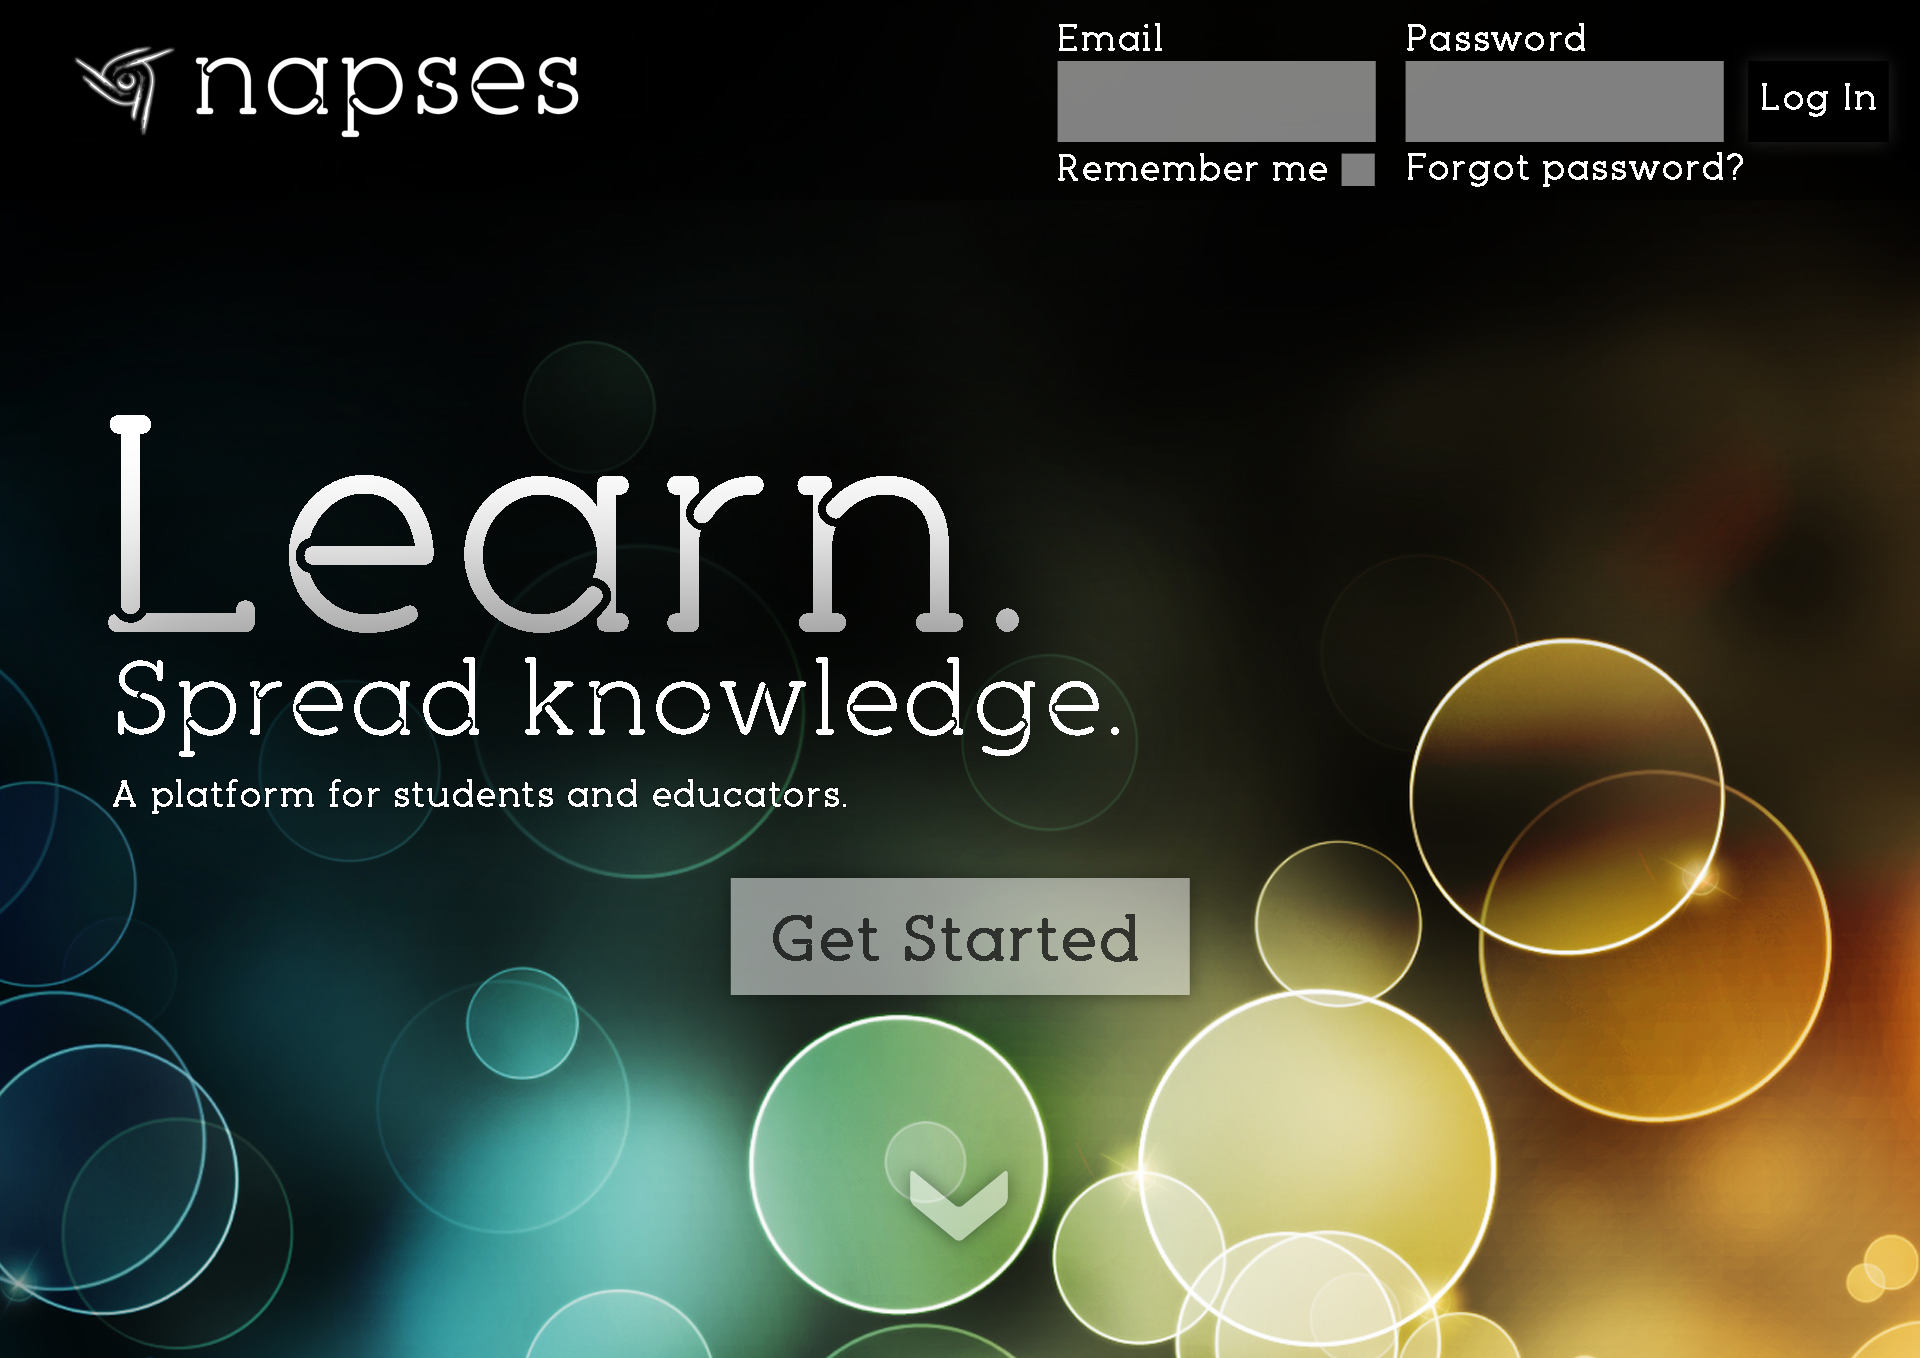 napses
Email
Password
Log In
Remember me
Forgot password?
Learn.
Spread knowledge.
A platform for students and educators.
Get Started